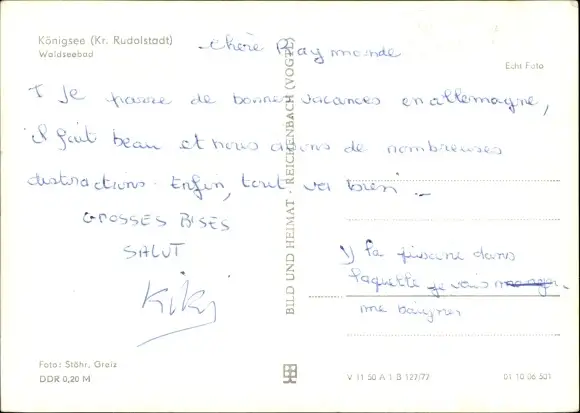 Königsee (Kr. Rudolstadt)
Waldseebad
Echt Foto
chère Raymonde
Je passe de bonnes vacances en allemagne,
il fait beau et nous avons de nombreuses
distractions. Enfin, tout va bien. -
GROSSES BISES
SALUT
Kiki
la piscine dans
laquelle je vais
me baigner
BILD UND HEIMAT · REICHENBACH (VOGTL)
Foto: Stöhr, Greiz
DDR 0,20 M
V 11 50 A 1 B 127/77
01 10 06 501